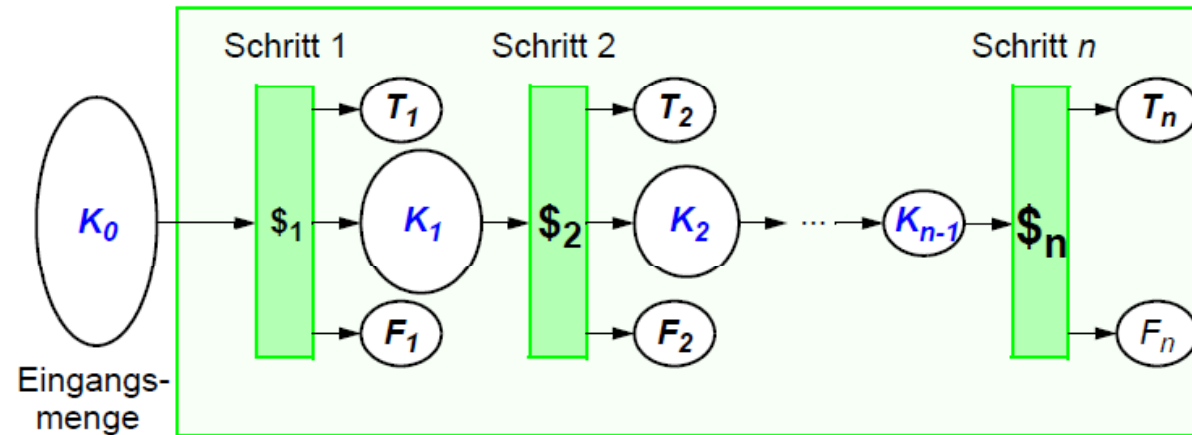 Schritt 1 Schritt 2 Schritt n
T1 T2 Tn
K0 $1 K1 $2 K2 ... Kn-1 $n
F1 F2 Fn
Eingangs-
menge